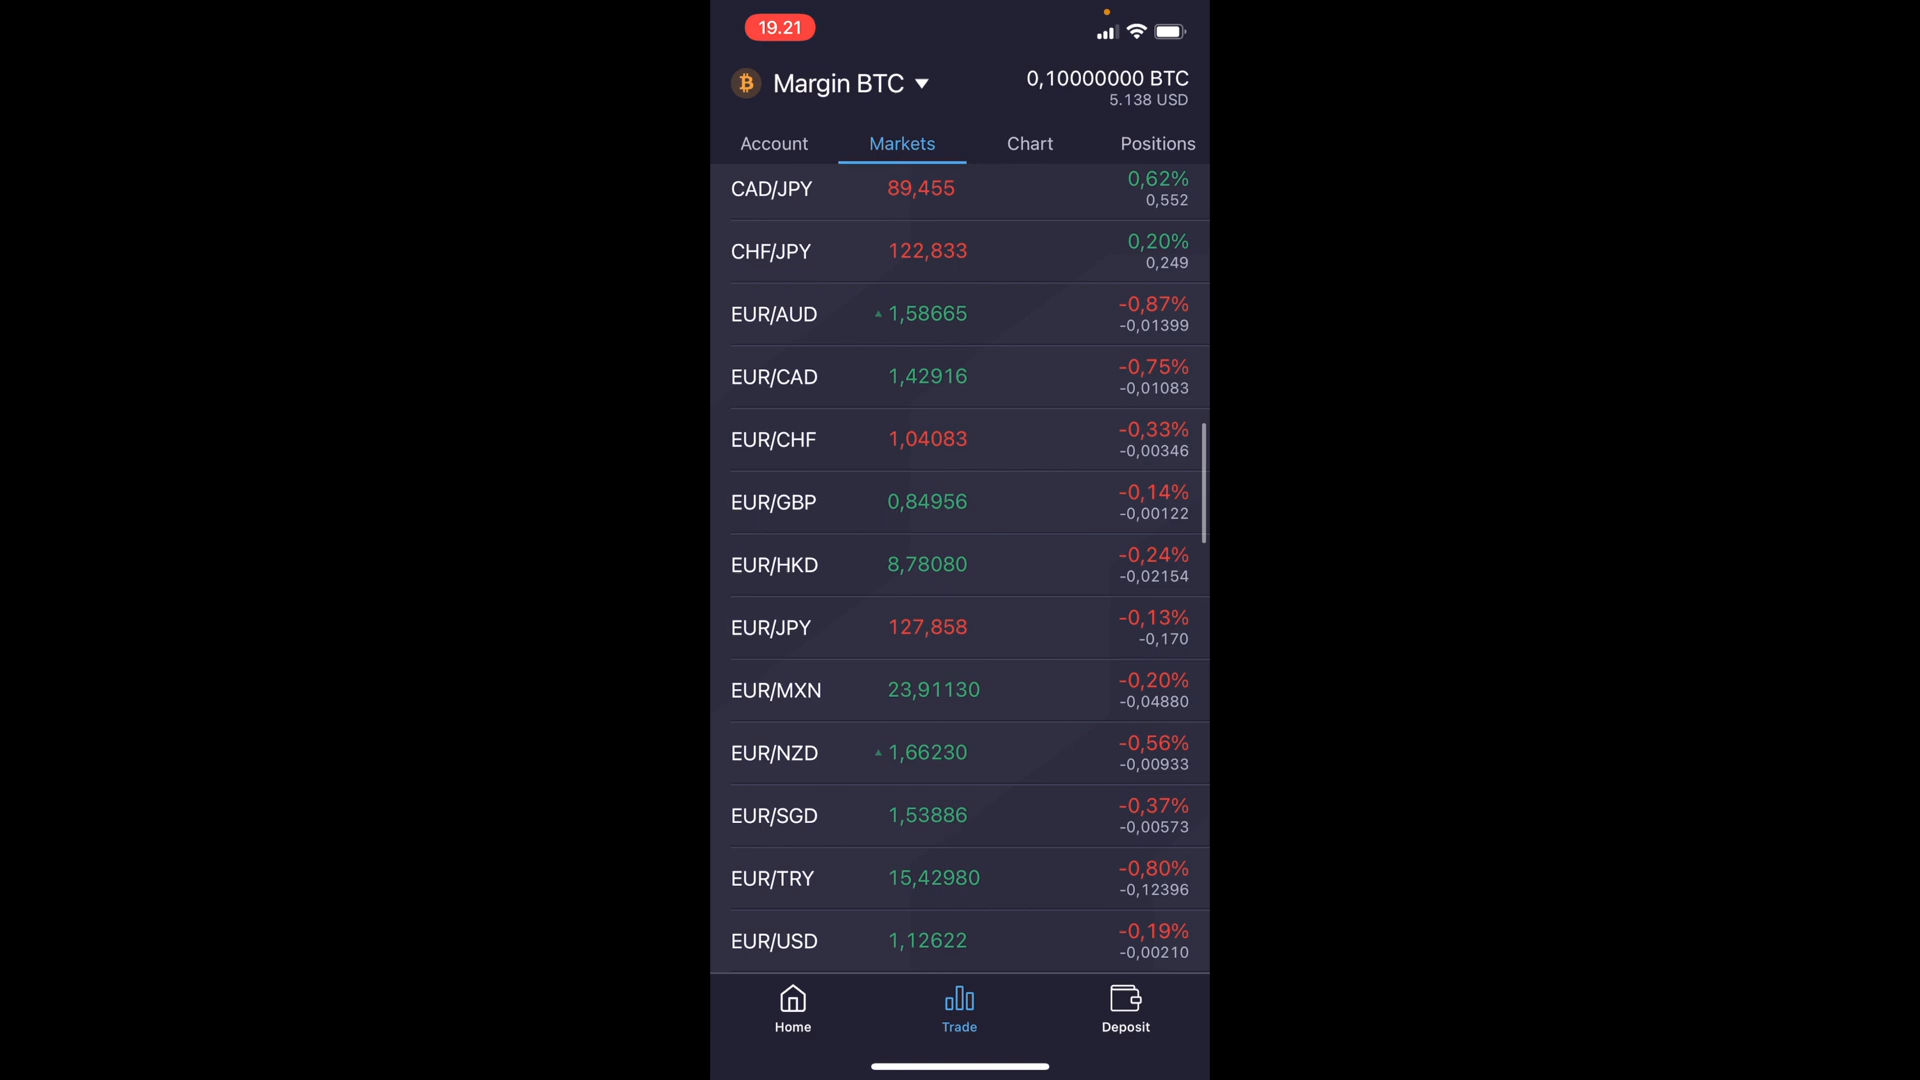 19.21
Margin BTC
0,10000000 BTC
5.138 USD
Account Markets Chart Positions
CAD/JPY 89,455 0,62%
0,552
CHF/JPY 122,833 0,20%
0,249
EUR/AUD 1,58665 -0,87%
-0,01399
EUR/CAD 1,42916 -0,75%
-0,01083
EUR/CHF 1,04083 -0,33%
-0,00346
EUR/GBP 0,84956 -0,14%
-0,00122
EUR/HKD 8,78080 -0,24%
-0,02154
EUR/JPY 127,858 -0,13%
-0,170
EUR/MXN 23,91130 -0,20%
-0,04880
EUR/NZD 1,66230 -0,56%
-0,00933
EUR/SGD 1,53886 -0,37%
-0,00573
EUR/TRY 15,42980 -0,80%
-0,12396
EUR/USD 1,12622 -0,19%
-0,00210
Home Trade Deposit